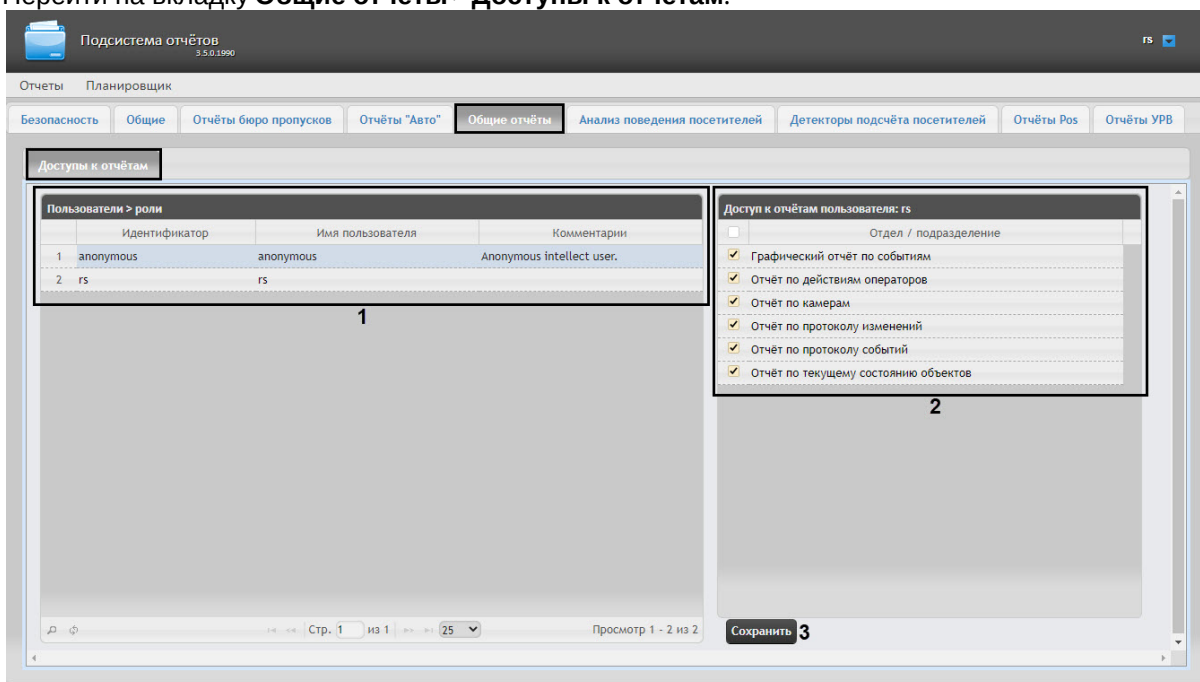 Перейти на вкладку Общие отчеты - Доступы к отчетам.
Подсистема отчётов
3.5.0.1990
rs
Отчеты Планировщик
Безопасность Общие Отчёты бюро пропусков Отчёты "Авто" Общие отчёты Анализ поведения посетителей Детекторы подсчёта посетителей Отчёты Pos Отчёты УРВ
Доступы к отчётам
Пользователи > роли
Идентификатор Имя пользователя Комментарии
1 anonymous anonymous Anonymous intellect user.
2 rs rs
1
Стр. 1 из 1 25 Просмотр 1 - 2 из 2
Доступ к отчётам пользователя: rs
Отдел / подразделение
Графический отчёт по событиям
Отчёт по действиям операторов
Отчёт по камерам
Отчёт по протоколу изменений
Отчёт по протоколу событий
Отчёт по текущему состоянию объектов
2
Сохранить 3